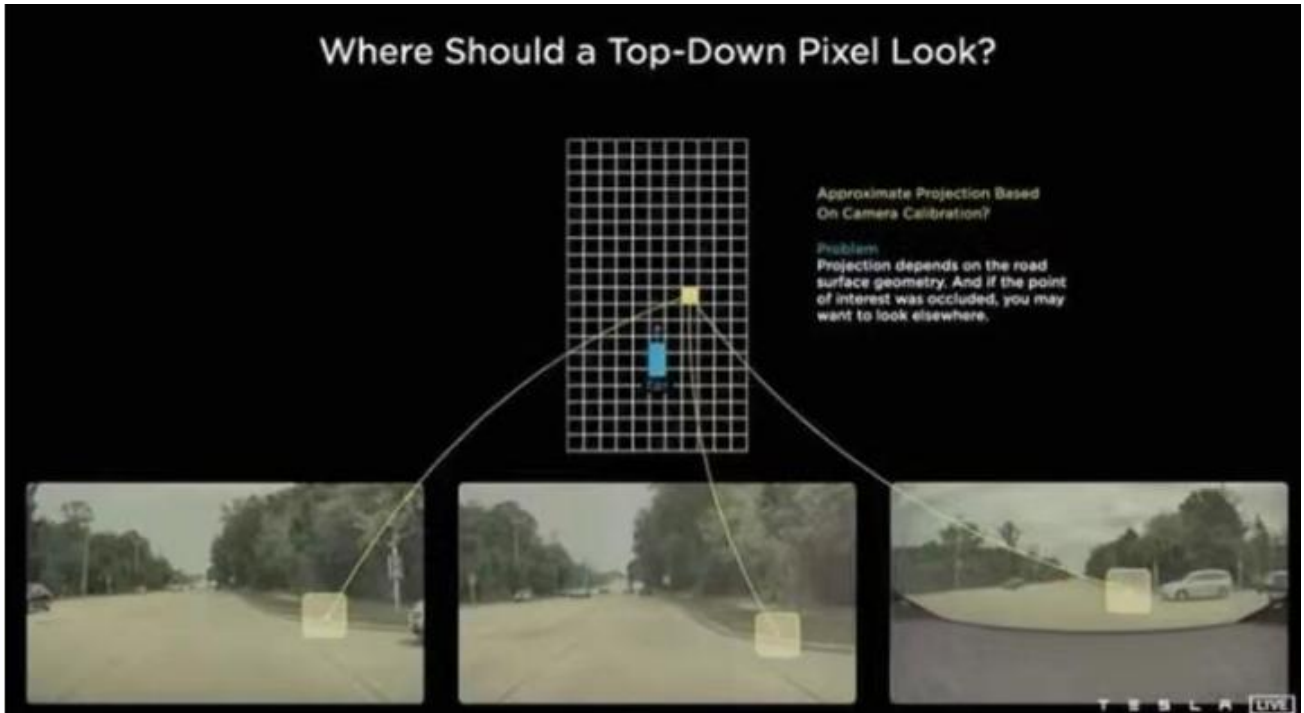 Where Should a Top-Down Pixel Look?
Approximate Projection Based
On Camera Calibration?
Problem
Projection depends on the road
surface geometry. And if the point
of interest was occluded, you may
want to look elsewhere.
TESLA LIVE